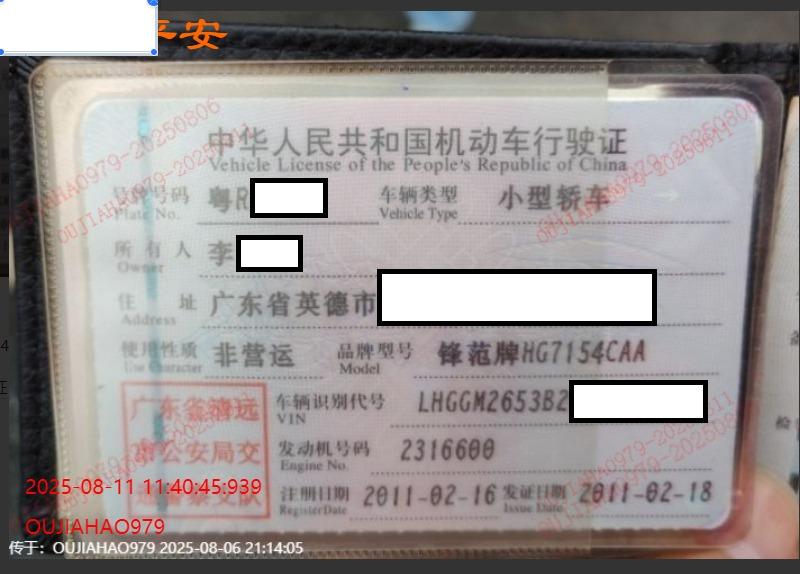 平安
中华人民共和国机动车行驶证
Vehicle License of the People's Republic of China
号牌号码 粤R 车辆类型 小型轿车
Plate No. Vehicle Type
所有人 李
Owner
住址 广东省英德市
Address
使用性质 非营运 品牌型号 锋范牌HG7154CAA
Use Character Model
广东省清远 车辆识别代号 LHGGM2653B2
VIN
市公安局交 发动机号码 2316600
Engine No.
注册日期 2011-02-16 发证日期 2011-02-18
RegisterDate Issue Date
2025-08-11 11:40:45:939
OUJIAHAO979
传于：OUJIAHAO979 2025-08-06 21:14:05
OUJIAHAO979-20250806